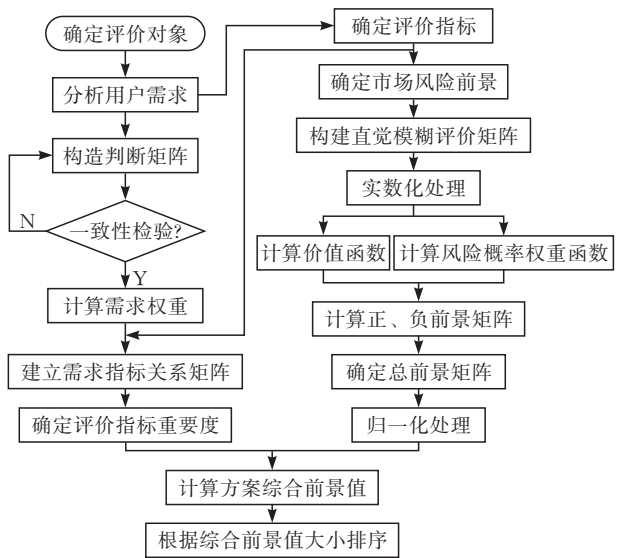 确定评价对象
分析用户需求
构造判断矩阵
N
一致性检验?
Y
计算需求权重
建立需求指标关系矩阵
确定评价指标重要度
确定评价指标
确定市场风险前景
构建直觉模糊评价矩阵
实数化处理
计算价值函数
计算风险概率权重函数
计算正、负前景矩阵
确定总前景矩阵
归一化处理
计算方案综合前景值
根据综合前景值大小排序